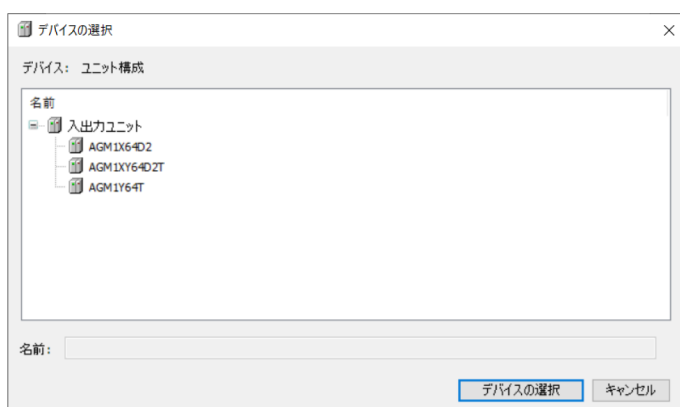 デバイスの選択
デバイス： ユニット構成
名前
入出力ユニット
AGM1X64D2
AGM1XY64D2T
AGM1Y64T
名前：
デバイスの選択 キャンセル